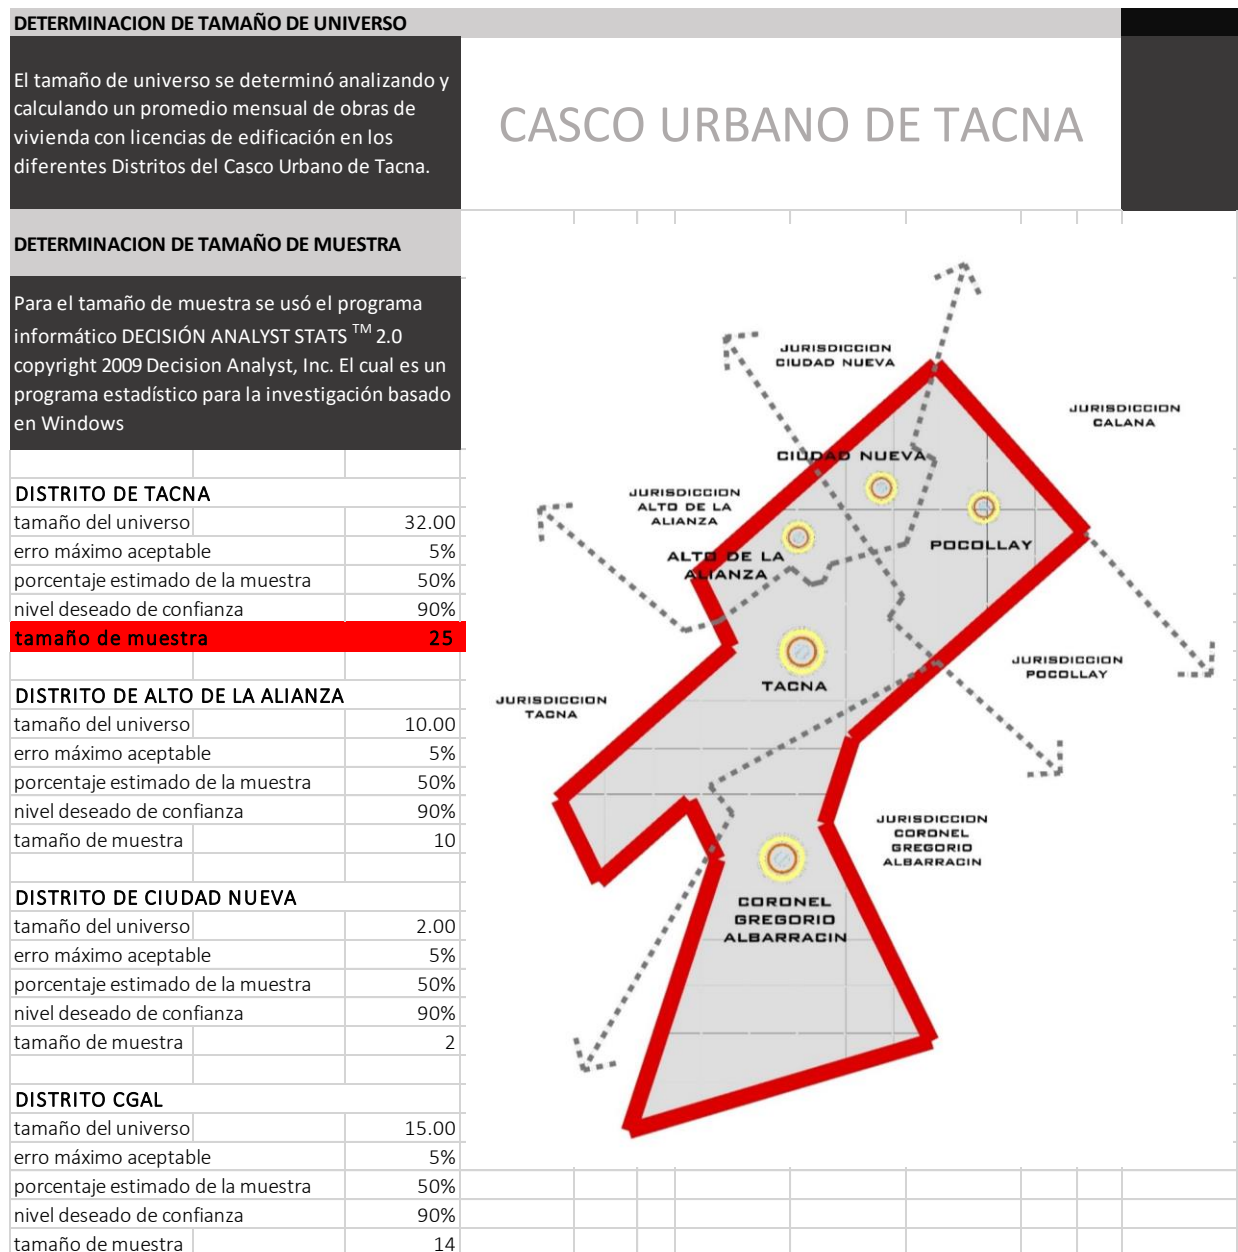 DETERMINACION DE TAMAÑO DE UNIVERSO
El tamaño de universo se determinó analizando y
calculando un promedio mensual de obras de
vivienda con licencias de edificación en los
diferentes Distritos del Casco Urbano de Tacna.
CASCO URBANO DE TACNA
DETERMINACION DE TAMAÑO DE MUESTRA
Para el tamaño de muestra se usó el programa
informático DECISIÓN ANALYST STATS TM 2.0
copyright 2009 Decision Analyst, Inc. El cual es un
programa estadístico para la investigación basado
en Windows
DISTRITO DE TACNA
tamaño del universo 32.00
erro máximo aceptable 5%
porcentaje estimado de la muestra 50%
nivel deseado de confianza 90%
tamaño de muestra 25
DISTRITO DE ALTO DE LA ALIANZA
tamaño del universo 10.00
erro máximo aceptable 5%
porcentaje estimado de la muestra 50%
nivel deseado de confianza 90%
tamaño de muestra 10
DISTRITO DE CIUDAD NUEVA
tamaño del universo 2.00
erro máximo aceptable 5%
porcentaje estimado de la muestra 50%
nivel deseado de confianza 90%
tamaño de muestra 2
DISTRITO CGAL
tamaño del universo 15.00
erro máximo aceptable 5%
porcentaje estimado de la muestra 50%
nivel deseado de confianza 90%
tamaño de muestra 14
JURISDICCION
CIUDAD NUEVA
JURISDICCION
CALANA
CIUDAD NUEVA
JURISDICCION
ALTO DE LA
ALIANZA
POCOLLAY
ALTO DE LA
ALIANZA
JURISDICCION
POCOLLAY
TACNA
JURISDICCION
TACNA
JURISDICCION
CORONEL
GREGORIO
ALBARRACIN
CORONEL
GREGORIO
ALBARRACIN